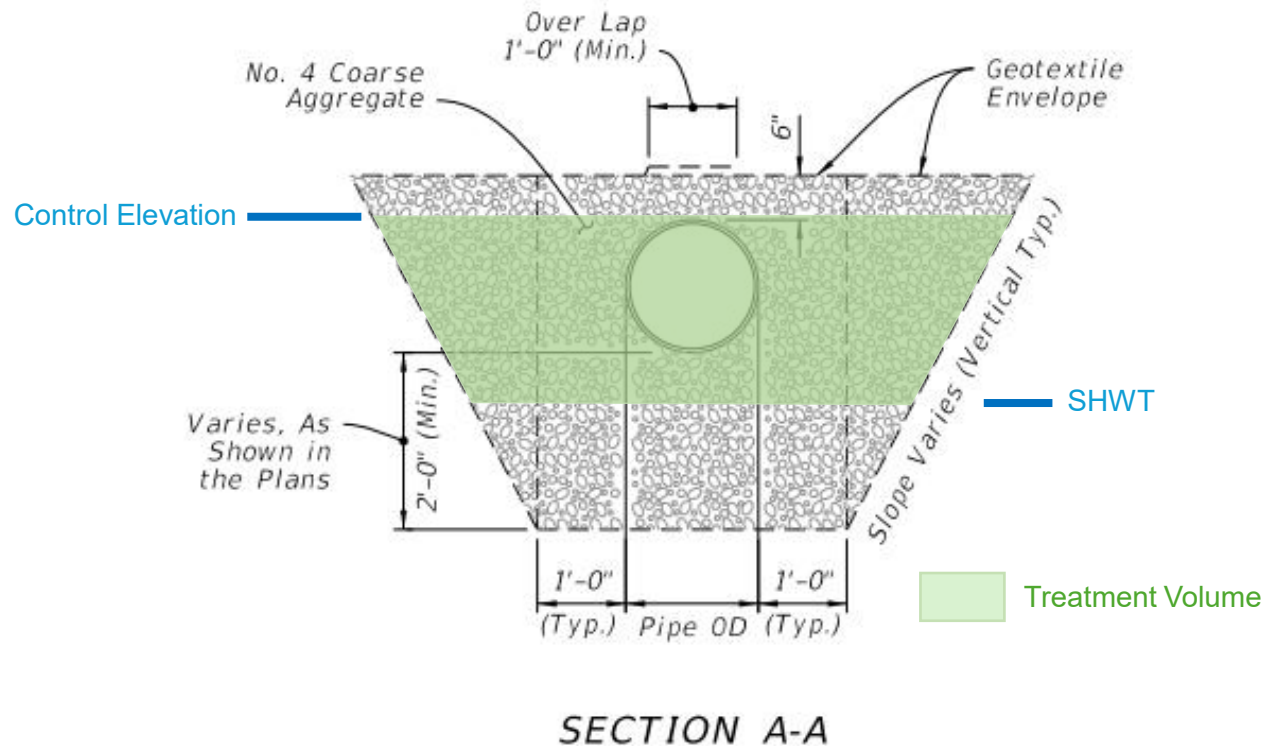 Over Lap
1'-0" (Min.)
No. 4 Coarse
Aggregate
Geotextile
Envelope
6"
Control Elevation
Slope Varies (Vertical Typ.)
SHWT
Varies, As
Shown in
the Plans
2'-0" (Min.)
1'-0"
(Typ.)
Pipe OD
1'-0"
(Typ.)
Treatment Volume
SECTION A-A